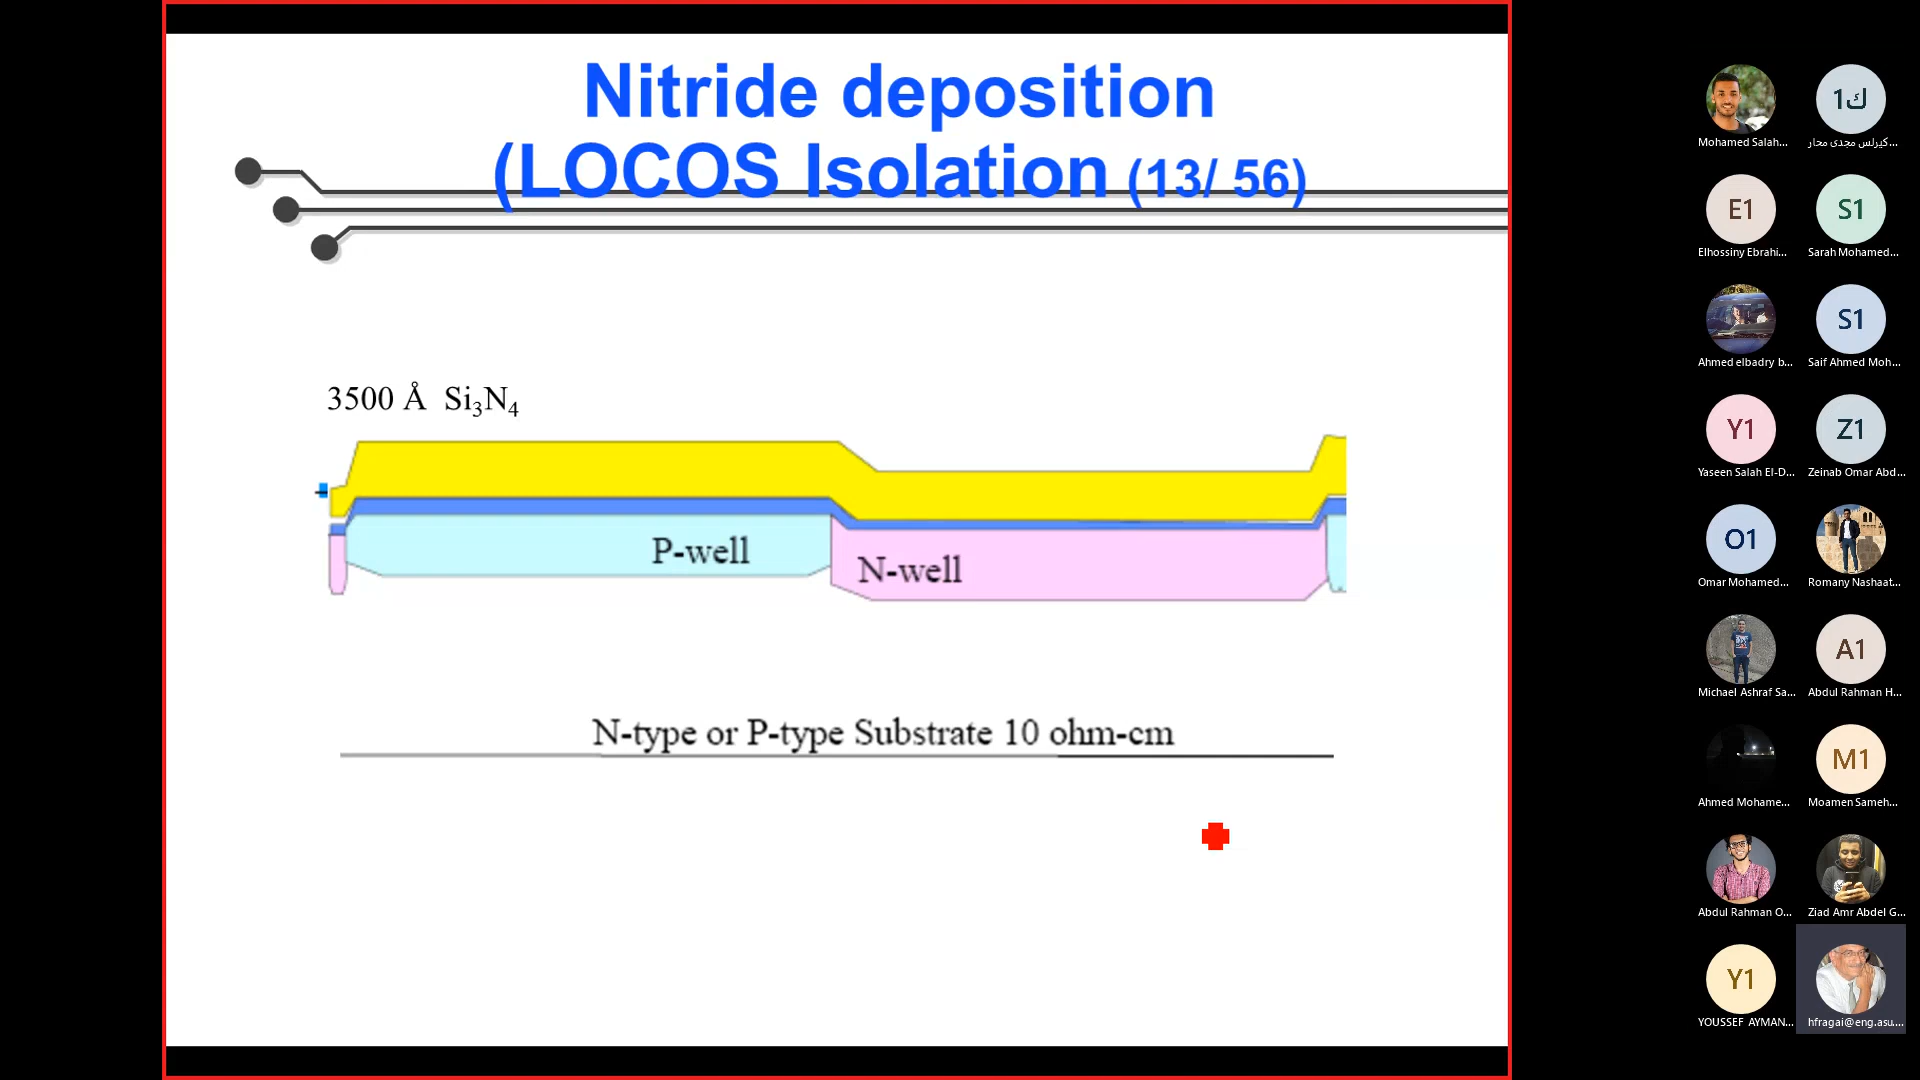 Nitride deposition
(LOCOS Isolation (13/ 56)
3500 Å Si₃N₄
P-well
N-well
N-type or P-type Substrate 10 ohm-cm
Mohamed Salah...
1ك
كيرلس مجدى محار...
E1
Elhossiny Ebrahi...
S1
Sarah Mohamed...
Ahmed elbadry b...
S1
Saif Ahmed Moh...
Y1
Yaseen Salah El-D...
Z1
Zeinab Omar Abd...
O1
Omar Mohamed...
Romany Nashaat...
Michael Ashraf Sa...
A1
Abdul Rahman H...
Ahmed Mohame...
M1
Moamen Sameh...
Abdul Rahman O...
Ziad Amr Abdel G...
Y1
YOUSSEF AYMAN...
hfragai@eng.asu....